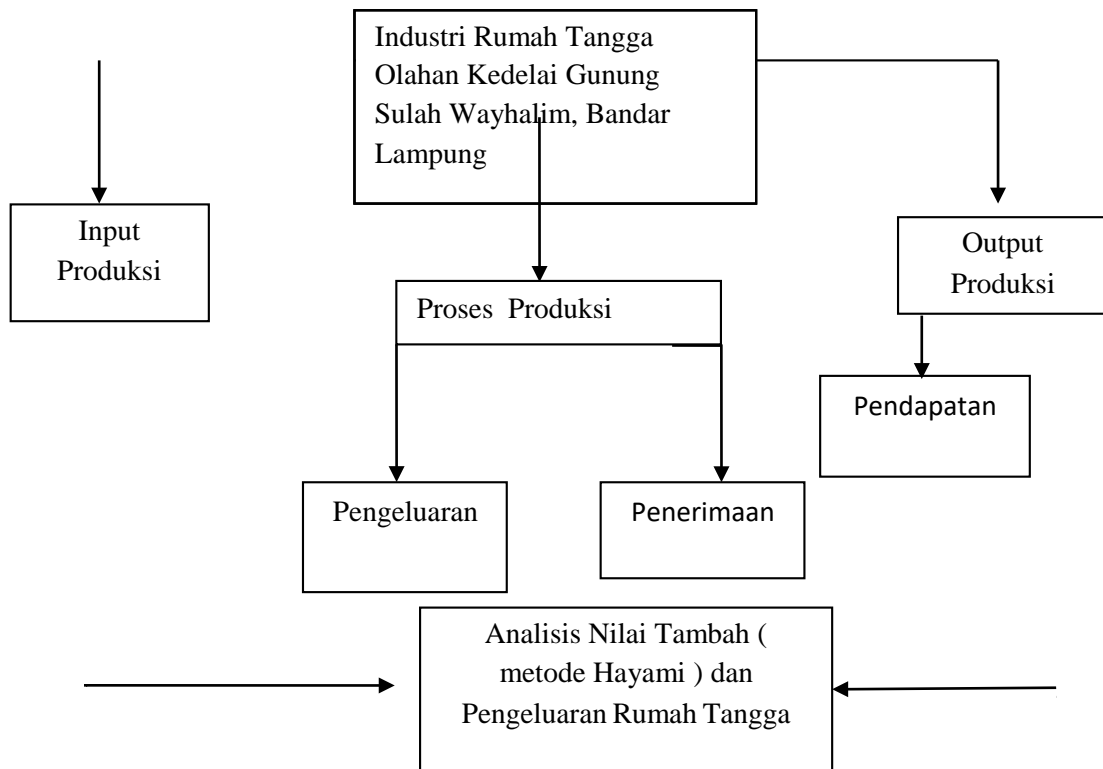 Industri Rumah Tangga
Olahan Kedelai Gunung
Sulah Wayhalim, Bandar
Lampung
Input
Produksi
Output
Produksi
Proses Produksi
Pendapatan
Pengeluaran
Penerimaan
Analisis Nilai Tambah (
metode Hayami ) dan
Pengeluaran Rumah Tangga